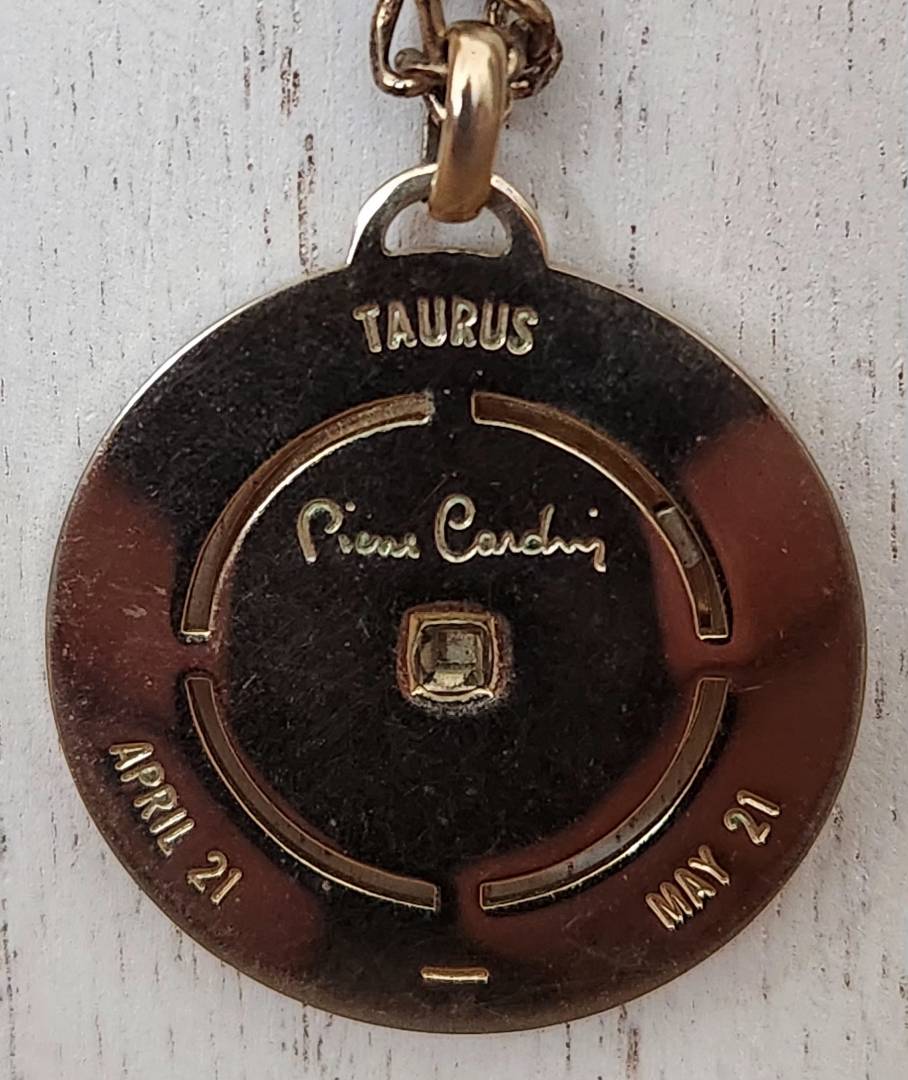 TAURUS
Pierre Cardin
APRIL 21
—
MAY 21